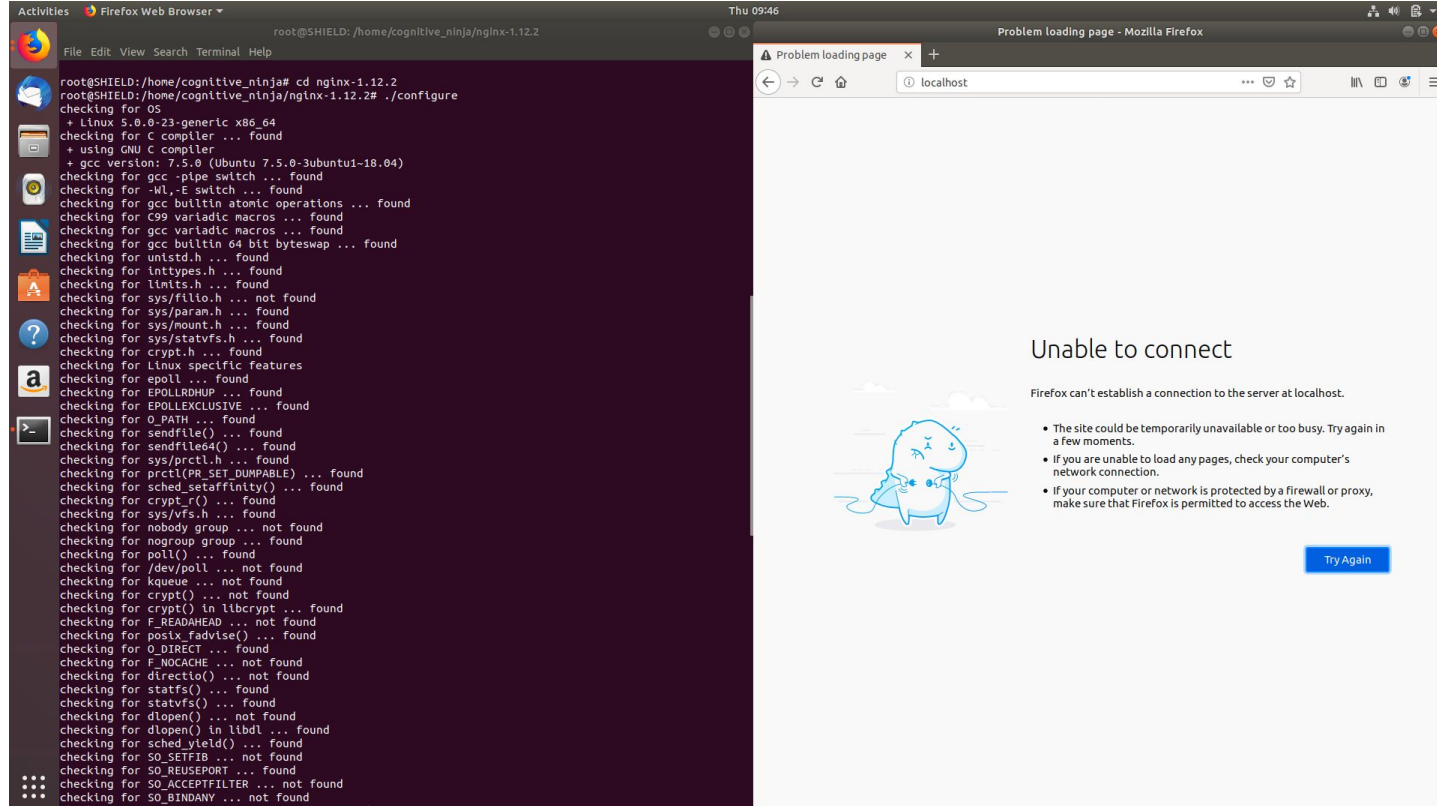 Activities Firefox Web Browser Thu 09:46
root@SHIELD: /home/cognitive_ninja/nginx-1.12.2
File Edit View Search Terminal Help
root@SHIELD:/home/cognitive_ninja# cd nginx-1.12.2
root@SHIELD:/home/cognitive_ninja/nginx-1.12.2# ./configure
checking for OS
+ Linux 5.0.0-23-generic x86_64
checking for C compiler ... found
+ using GNU C compiler
+ gcc version: 7.5.0 (Ubuntu 7.5.0-3ubuntu1~18.04)
checking for gcc -pipe switch ... found
checking for -Wl,-E switch ... found
checking for gcc builtin atomic operations ... found
checking for C99 variadic macros ... found
checking for gcc variadic macros ... found
checking for gcc builtin 64 bit byteswap ... found
checking for unistd.h ... found
checking for inttypes.h ... found
checking for limits.h ... found
checking for sys/filio.h ... not found
checking for sys/param.h ... found
checking for sys/mount.h ... found
checking for sys/statvfs.h ... found
checking for crypt.h ... found
checking for Linux specific features
checking for epoll ... found
checking for EPOLLRDHUP ... found
checking for EPOLLEXCLUSIVE ... found
checking for O_PATH ... found
checking for sendfile() ... found
checking for sendfile64() ... found
checking for sys/prctl.h ... found
checking for prctl(PR_SET_DUMPABLE) ... found
checking for sched_setaffinity() ... found
checking for crypt_r() ... found
checking for sys/vfs.h ... found
checking for nobody group ... not found
checking for nogroup group ... found
checking for poll() ... found
checking for /dev/poll ... not found
checking for kqueue ... not found
checking for crypt() ... not found
checking for crypt() in libcrypt ... found
checking for F_READAHEAD ... not found
checking for posix_fadvise() ... found
checking for O_DIRECT ... found
checking for F_NOCACHE ... not found
checking for directio() ... not found
checking for statfs() ... found
checking for statvfs() ... found
checking for dlopen() ... not found
checking for dlopen() in libdl ... found
checking for sched_yield() ... found
checking for SO_SETFIB ... not found
checking for SO_REUSEPORT ... found
checking for SO_ACCEPTFILTER ... not found
checking for SO_BINDANY ... not found
Problem loading page - Mozilla Firefox
Problem loading page
localhost
Unable to connect
Firefox can't establish a connection to the server at localhost.
• The site could be temporarily unavailable or too busy. Try again in
a few moments.
• If you are unable to load any pages, check your computer's
network connection.
• If your computer or network is protected by a firewall or proxy,
make sure that Firefox is permitted to access the Web.
Try Again